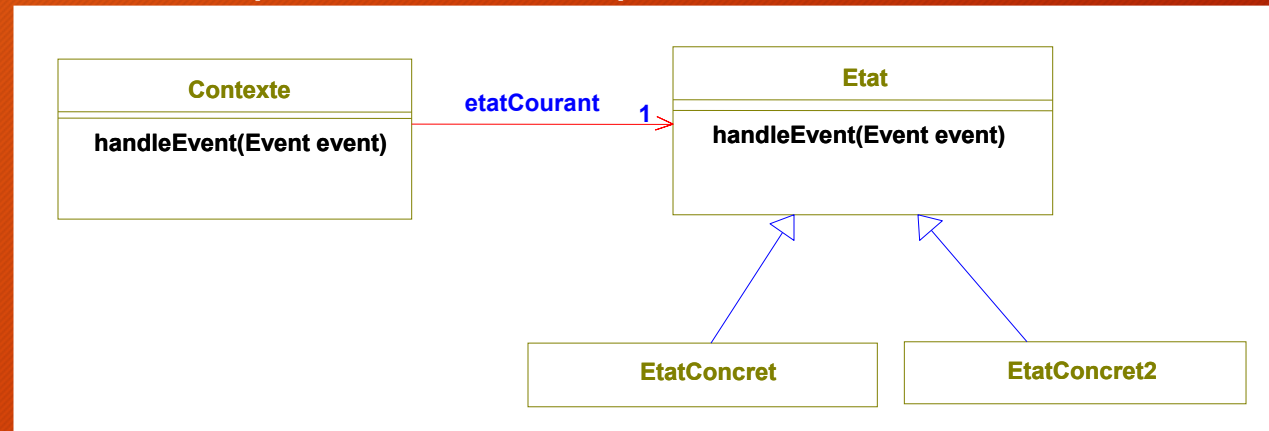 Contexte
handleEvent(Event event)
etatCourant
1
Etat
handleEvent(Event event)
EtatConcret
EtatConcret2